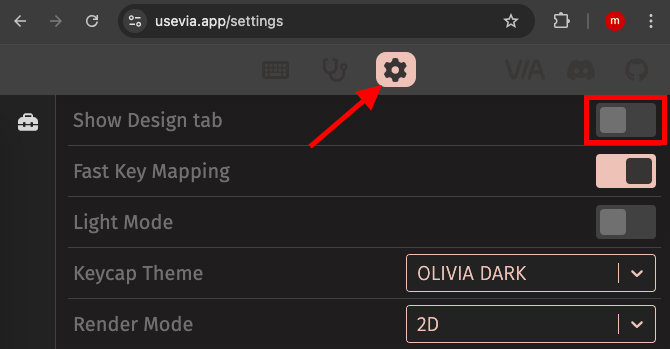 usevia.app/settings
m
VIA
Show Design tab
Fast Key Mapping
Light Mode
Keycap Theme
OLIVIA DARK
Render Mode
2D